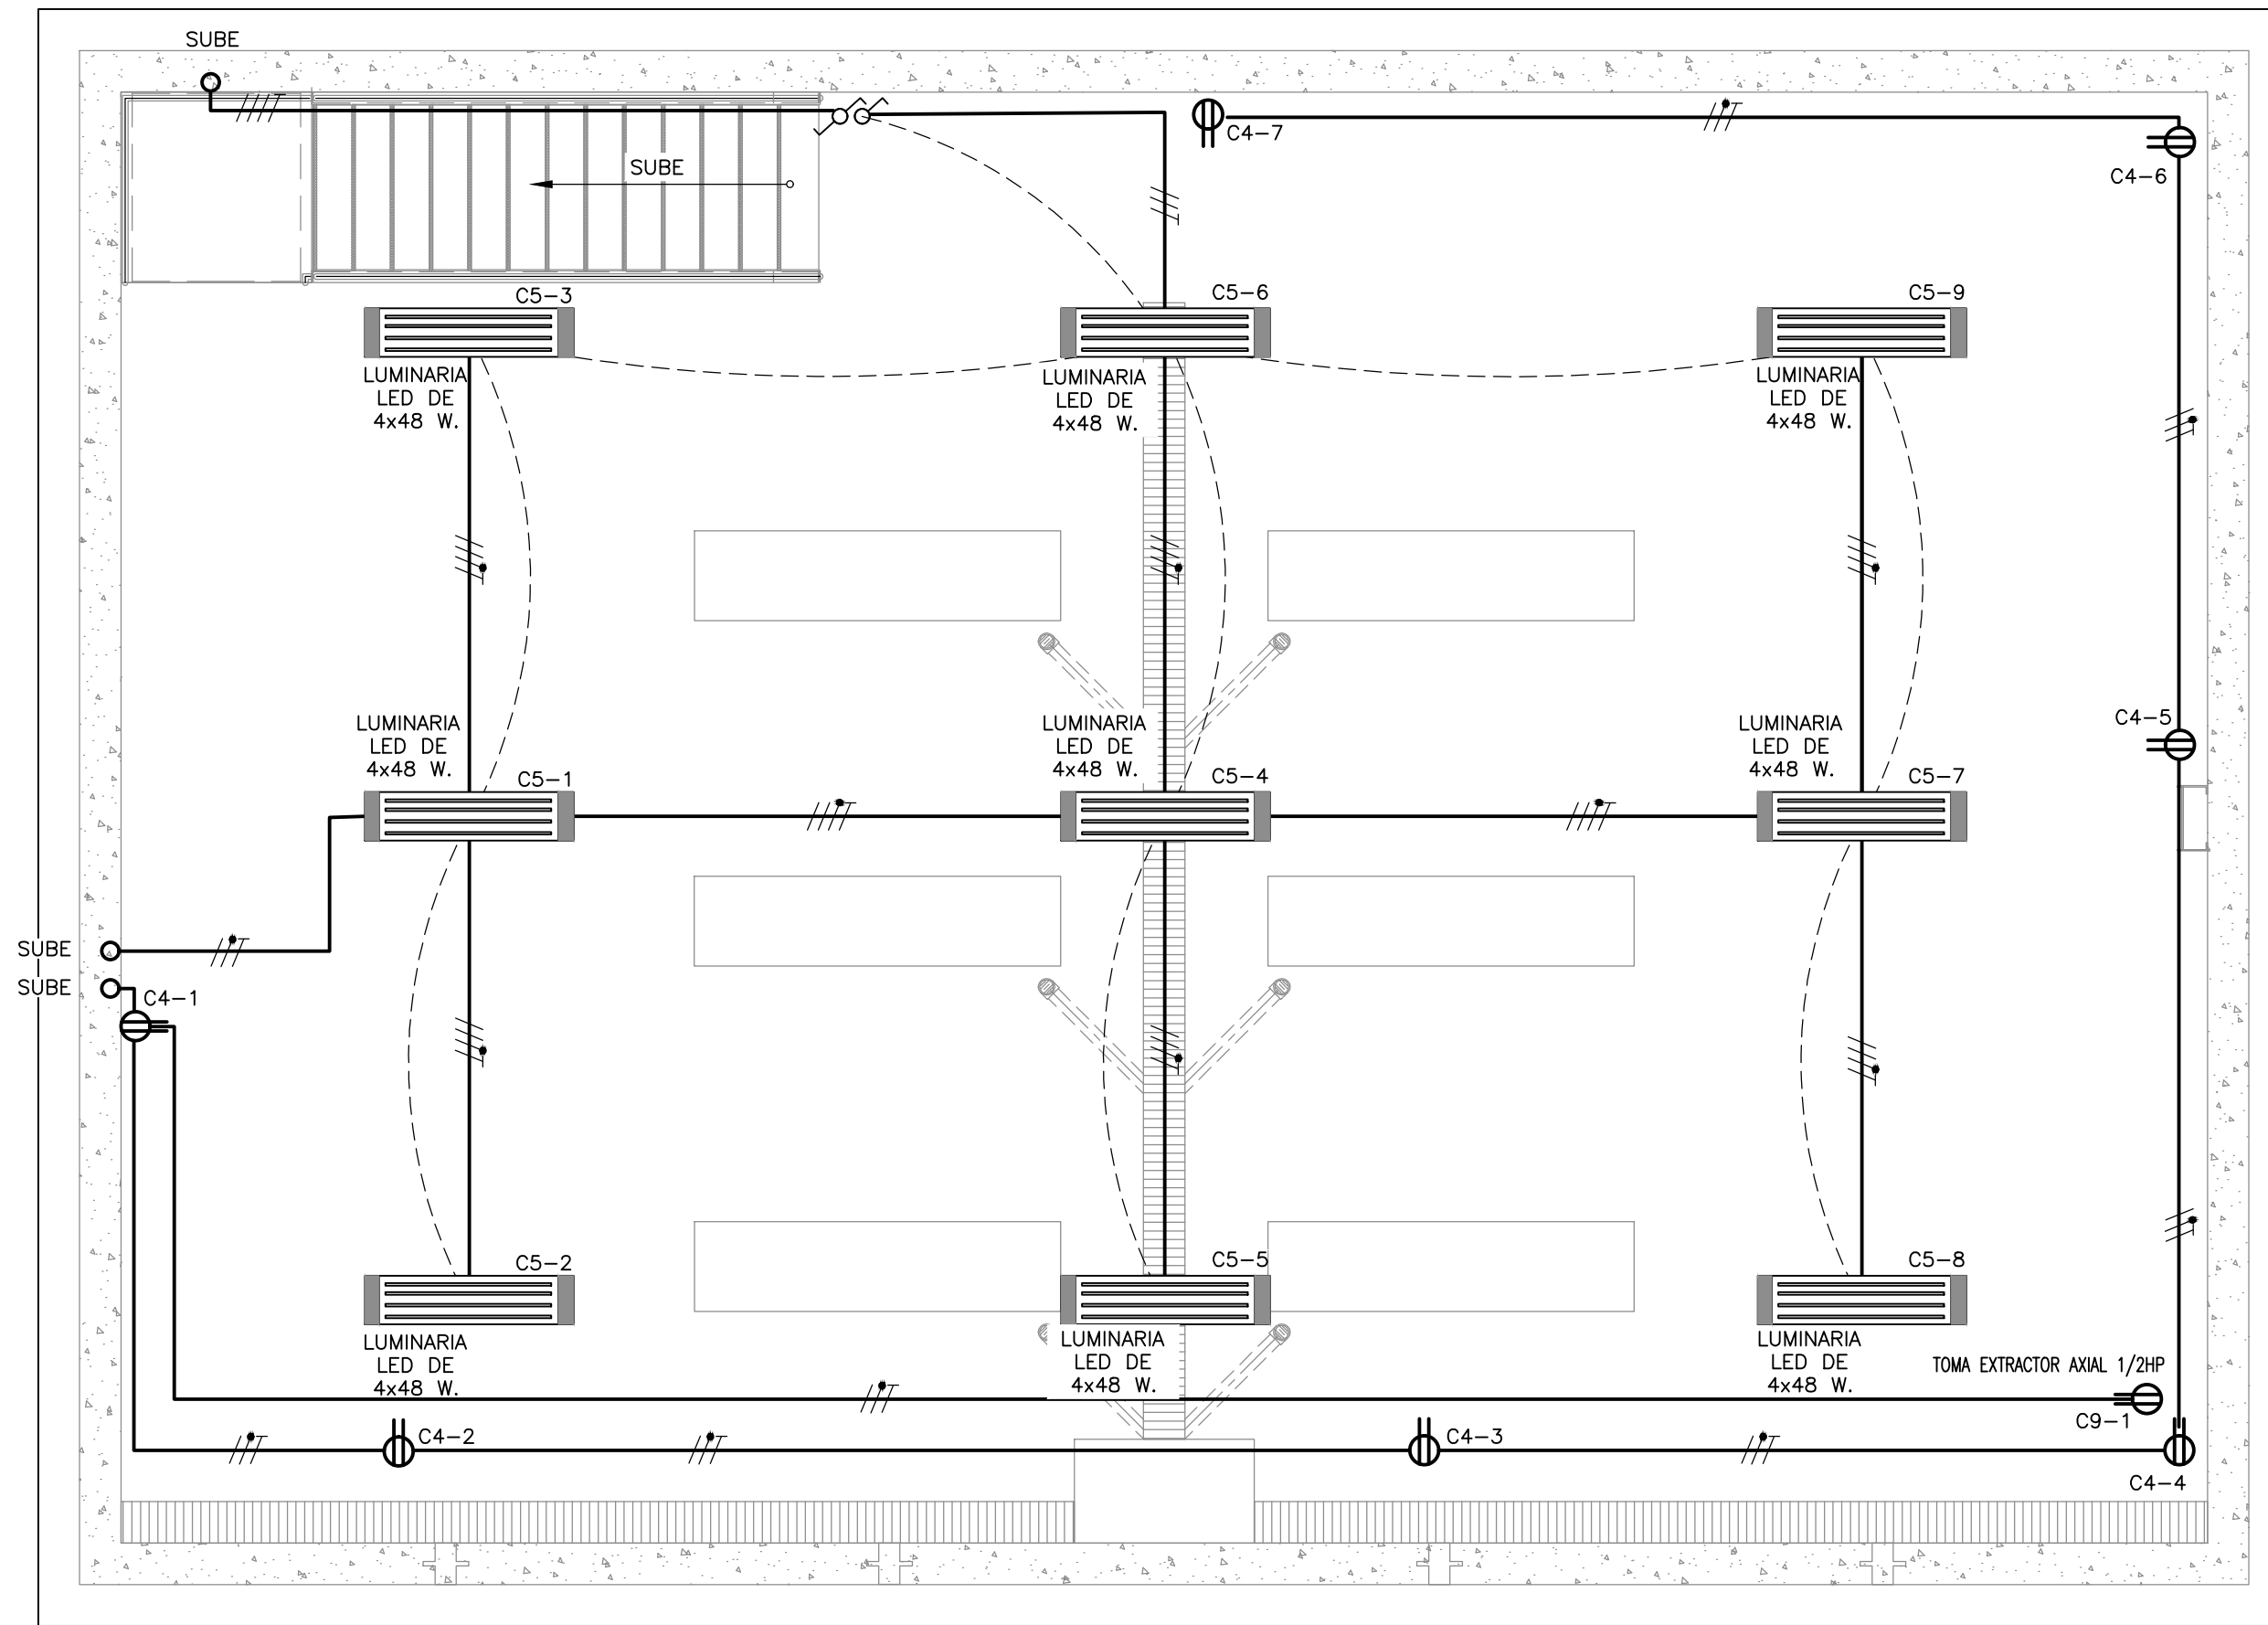 SUBE
C4-7
SUBE
C4-6
C5-3
C5-6
C5-9
LUMINARIA
LED DE
4x48 W.
LUMINARIA
LED DE
4x48 W.
LUMINARIA
LED DE
4x48 W.
LUMINARIA
LED DE
4x48 W.
LUMINARIA
LED DE
4x48 W.
LUMINARIA
LED DE
4x48 W.
C4-5
C5-1
C5-4
C5-7
SUBE
SUBE
C4-1
C5-2
C5-5
C5-8
LUMINARIA
LED DE
4x48 W.
LUMINARIA
LED DE
4x48 W.
LUMINARIA
LED DE
4x48 W.
TOMA EXTRACTOR AXIAL 1/2HP
C9-1
C4-2
C4-3
C4-4